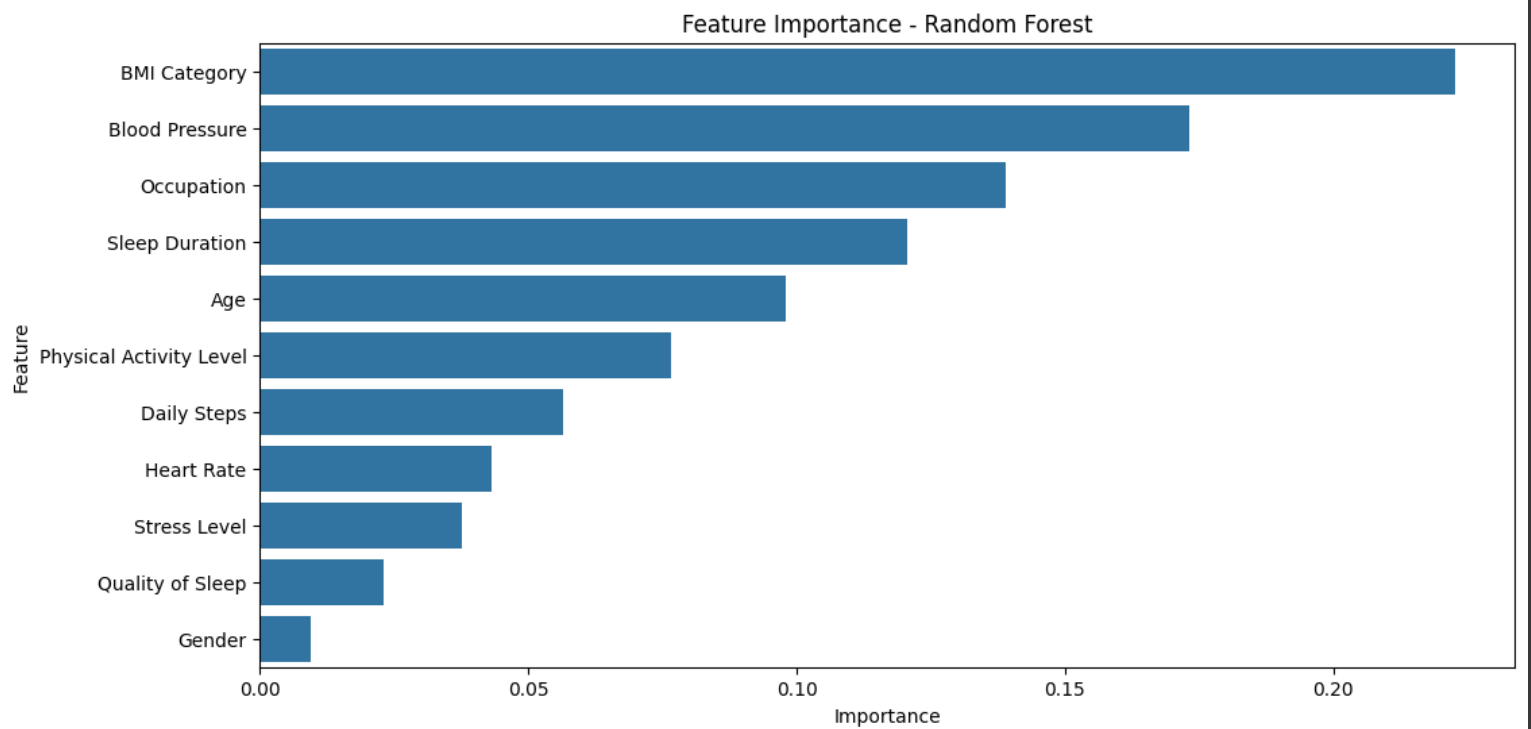 Feature Importance - Random Forest
BMI Category
Blood Pressure
Occupation
Sleep Duration
Age
Physical Activity Level
Daily Steps
Heart Rate
Stress Level
Quality of Sleep
Gender
Feature
0.00 0.05 0.10 0.15 0.20
Importance